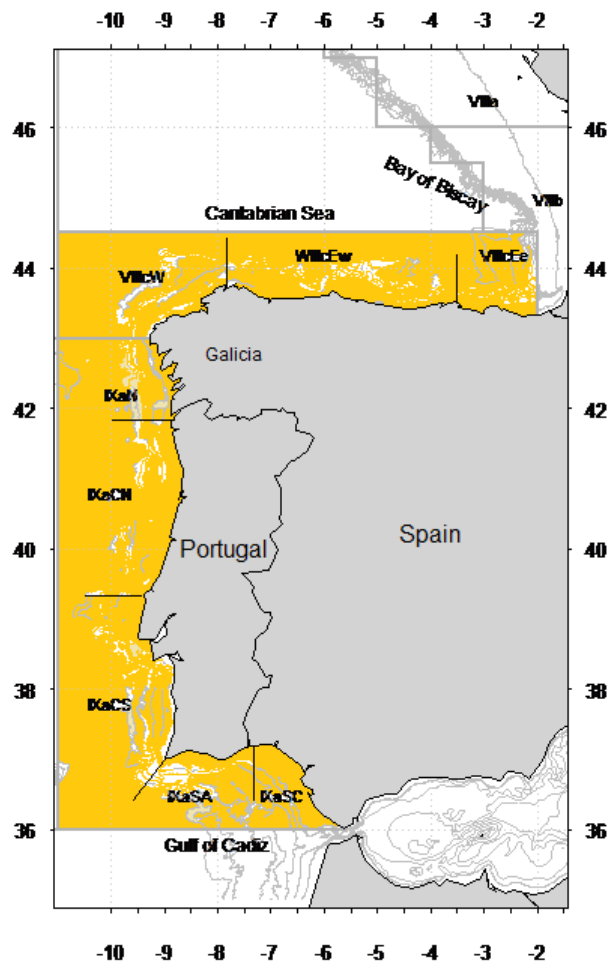 -10 -9 -8 -7 -6 -5 -4 -3 -2
VIIIa
46 46
Bay of Biscay
VIIIb
Cantabrian Sea
VIIIcEw VIIIcEe
44 44
VIIIcW
Galicia
IXaN
42 42
IXaCN
40 Portugal Spain 40
38 IXaCS 38
IXaSA IXaSC
36 36
Gulf of Cadiz
-10 -9 -8 -7 -6 -5 -4 -3 -2